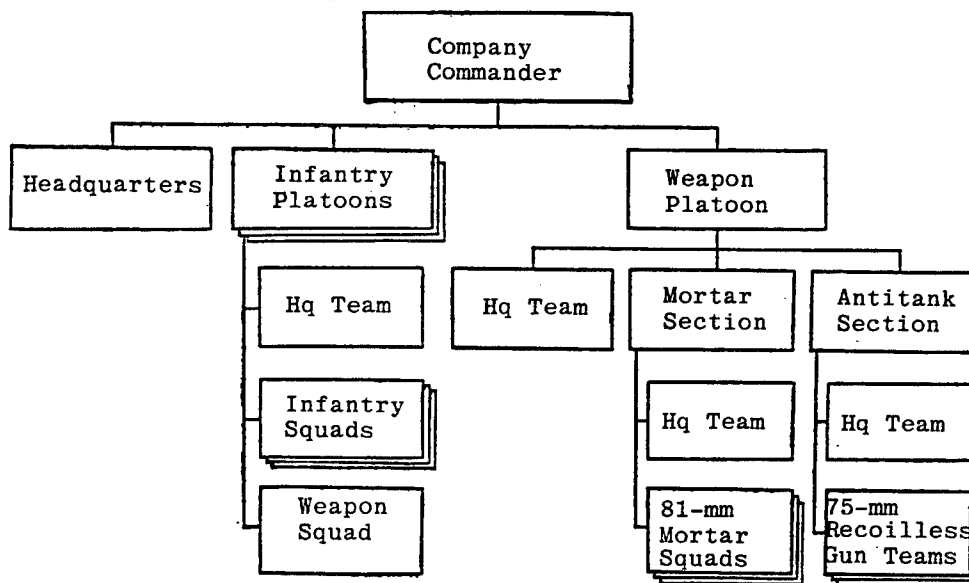 Company
Commander
Headquarters
Infantry
Platoons
Weapon
Platoon
Hq Team
Infantry
Squads
Weapon
Squad
Hq Team
Mortar
Section
Hq Team
81-mm
Mortar
Squads
Antitank
Section
Hq Team
75-mm
Recoilless
Gun Teams